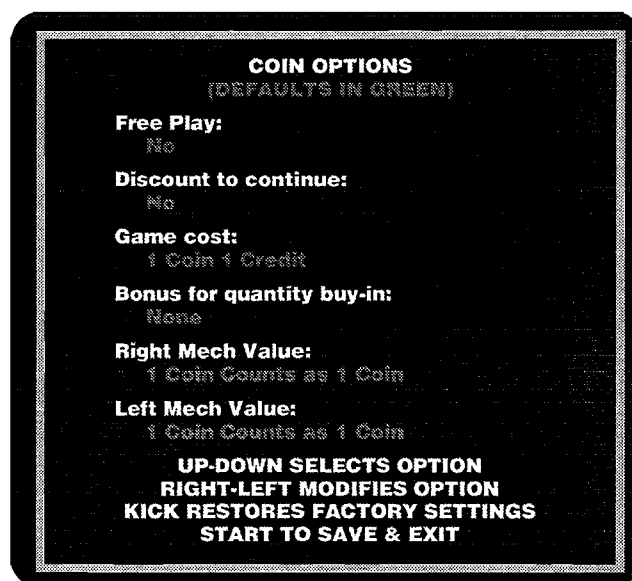 COIN OPTIONS
(DEFAULTS IN GREEN)
Free Play:
No
Discount to continue:
No
Game cost:
1 Coin 1 Credit
Bonus for quantity buy-in:
None
Right Mech Value:
1 Coin Counts as 1 Coin
Left Mech Value:
1 Coin Counts as 1 Coin
UP-DOWN SELECTS OPTION
RIGHT-LEFT MODIFIES OPTION
KICK RESTORES FACTORY SETTINGS
START TO SAVE & EXIT